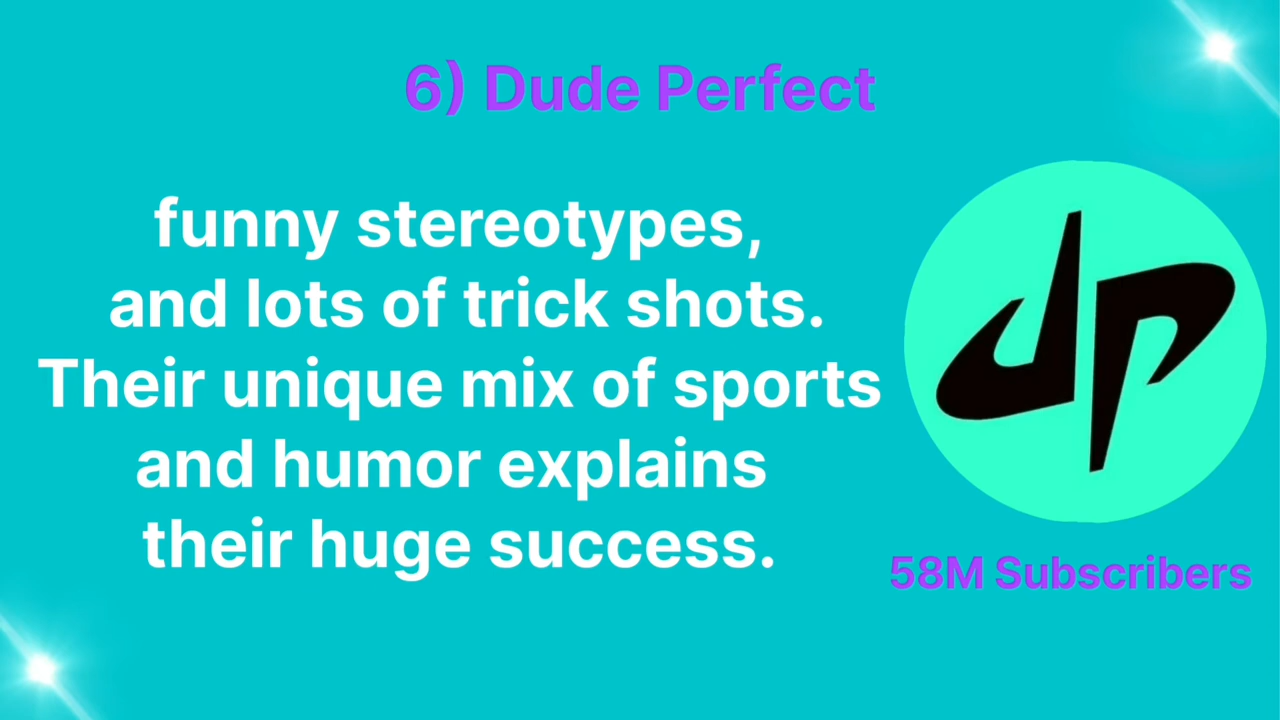 6) Dude Perfect
funny stereotypes,
and lots of trick shots.
Their unique mix of sports
and humor explains
their huge success.
dp
58M Subscribers